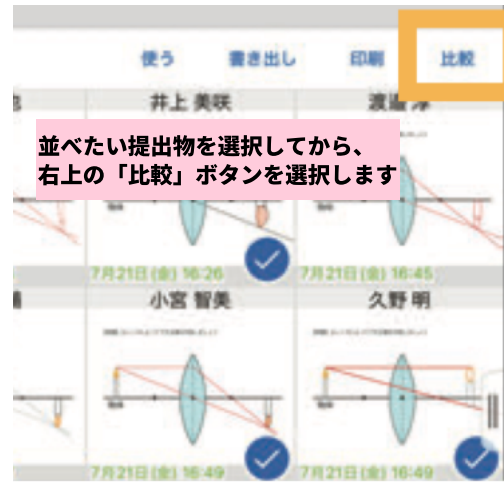 使う 書き出し 印刷 比較
井上 美咲
並べたい提出物を選択してから、
右上の「比較」ボタンを選択します
7月21日(金) 16:26 7月21日(金) 16:45
小宮 智美 久野 明
7月21日(金) 16:49 7月21日(金) 16:49